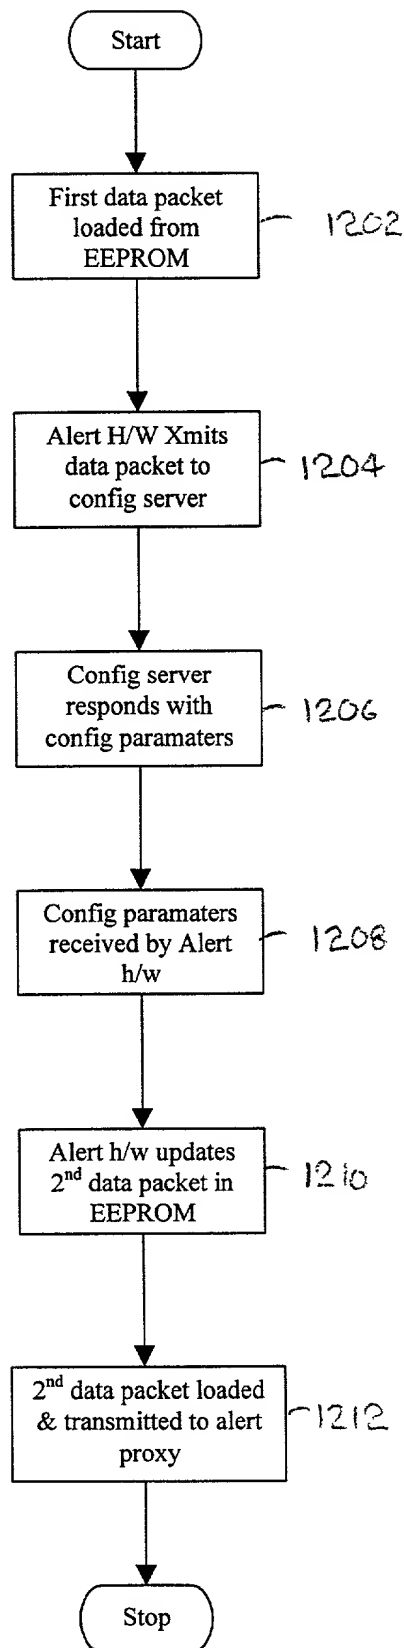 Start
First data packet
loaded from
EEPROM
1202
Alert H/W Xmits
data packet to
config server
1204
Config server
responds with
config paramaters
1206
Config paramaters
received by Alert
h/w
1208
Alert h/w updates
2nd data packet in
EEPROM
1210
2nd data packet loaded
& transmitted to alert
proxy
1212
Stop